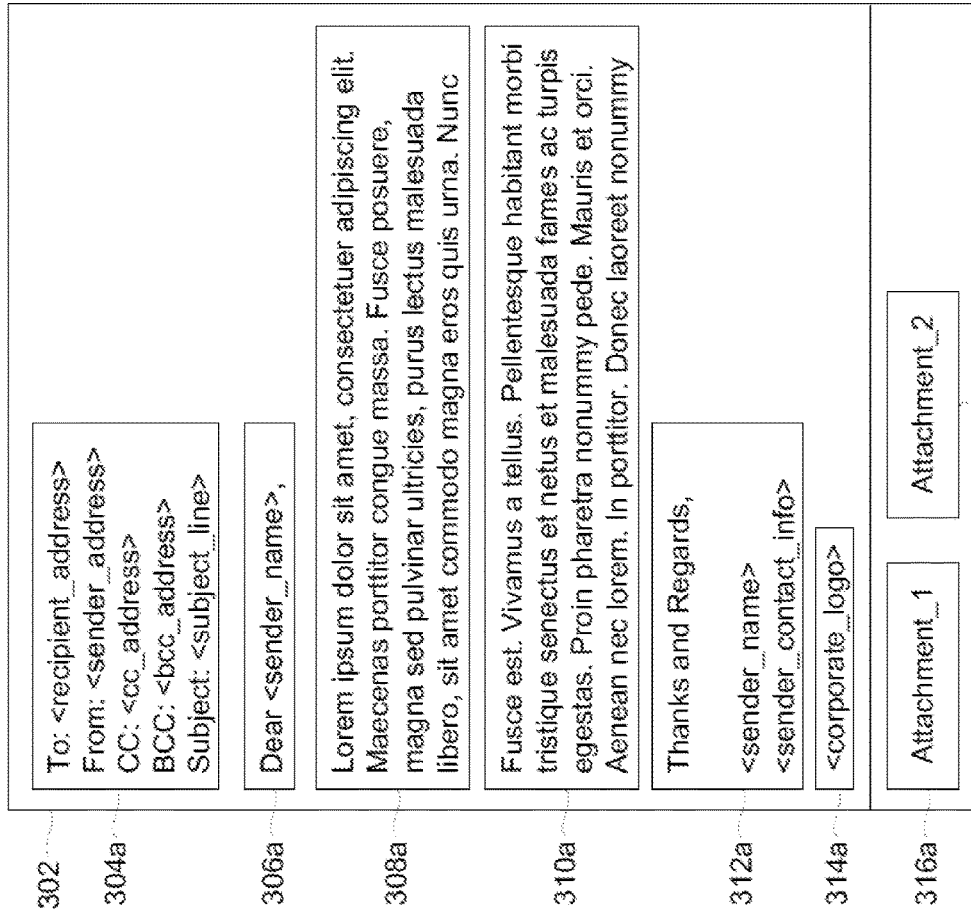 302
304a
To: <recipient_address>
From: <sender_address>
CC: <cc_address>
BCC: <bcc_address>
Subject: <subject_line>
306a
Dear <sender_name>,
308a
Lorem ipsum dolor sit amet, consectetuer adipiscing elit.
Maecenas porttitor congue massa. Fusce posuere,
magna sed pulvinar ultricies, purus lectus malesuada
libero, sit amet commodo magna eros quis urna. Nunc
310a
Fusce est. Vivamus a tellus. Pellentesque habitant morbi
tristique senectus et netus et malesuada fames ac turpis
egestas. Proin pharetra nonummy pede. Mauris et orci.
Aenean nec lorem. In porttitor. Donec laoreet nonummy
312a
Thanks and Regards,
<sender_name>
<sender_contact_info>
314a
<corporate_logo>
316a
Attachment_1
Attachment_2